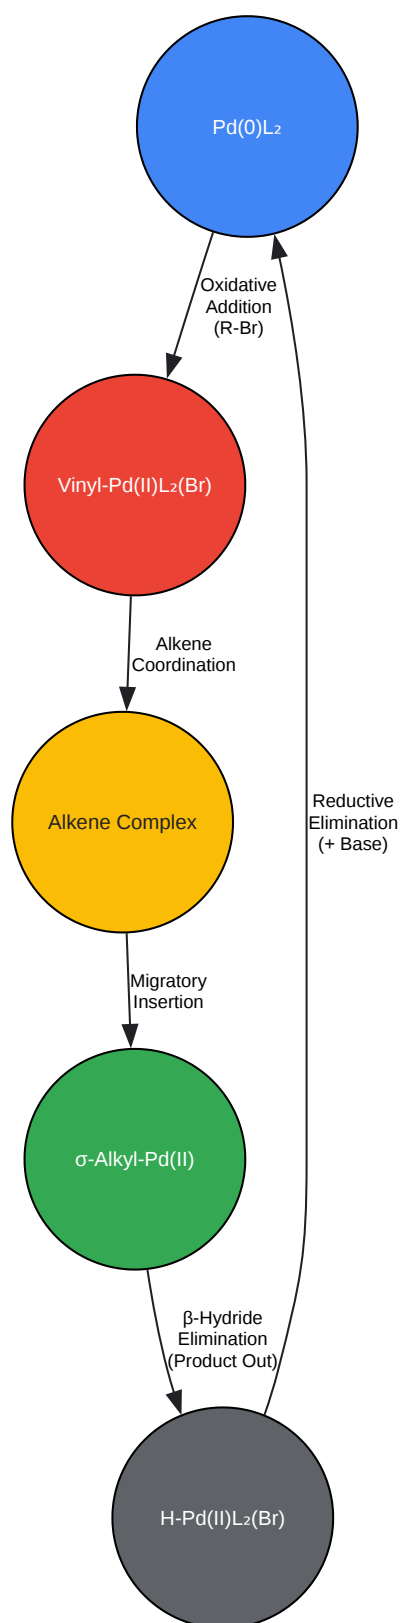 Pd(0)L₂
Oxidative
Addition
(R-Br)
Vinyl-Pd(II)L₂(Br)
Alkene
Coordination
Alkene Complex
Reductive
Elimination
(+ Base)
Migratory
Insertion
σ-Alkyl-Pd(II)
β-Hydride
Elimination
(Product Out)
H-Pd(II)L₂(Br)